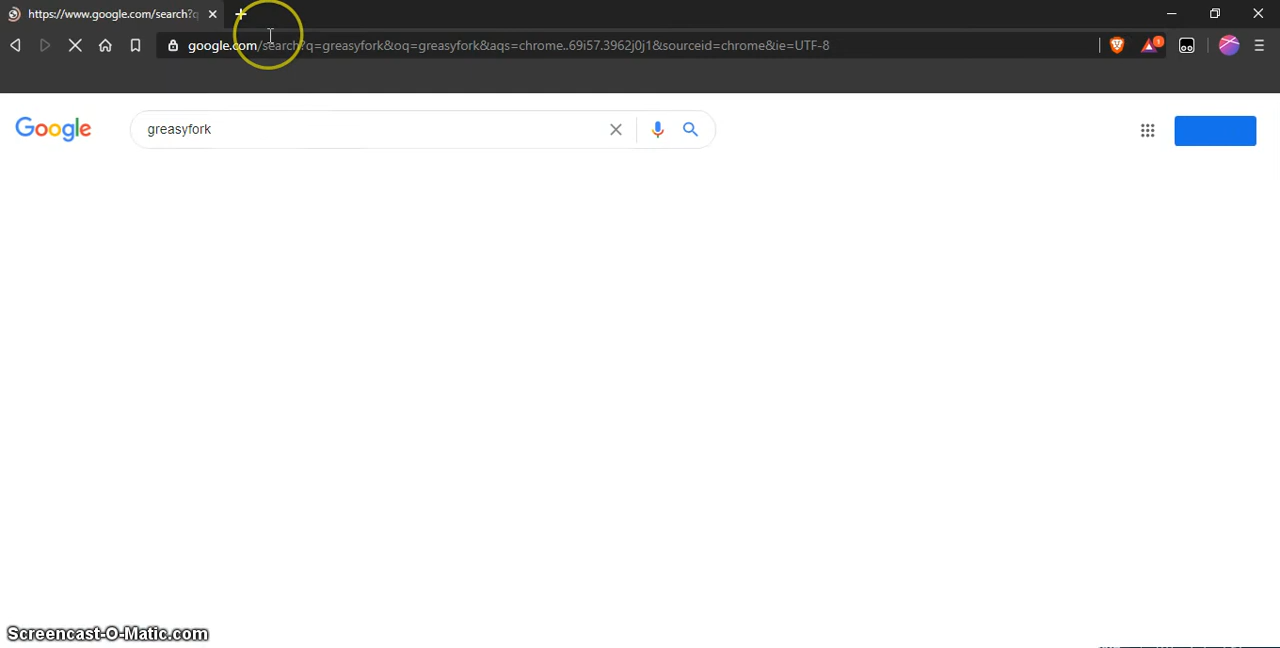 https://www.google.com/search?q
google.com/search?q=greasyfork&oq=greasyfork&aqs=chrome..69i57.3962j0j1&sourceid=chrome&ie=UTF-8
1
Google
greasyfork
Screencast-O-Matic.com